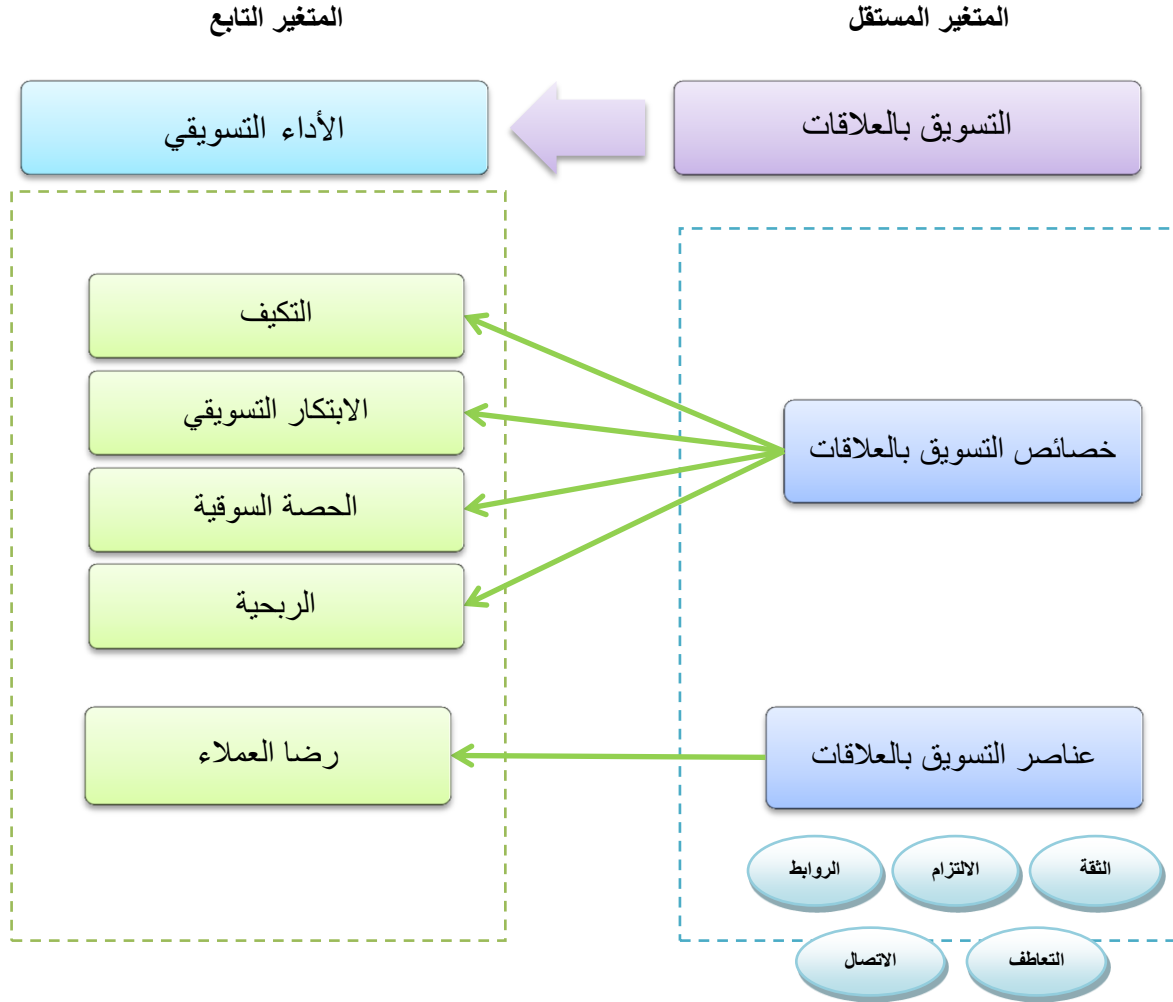 المتغير المستقل
المتغير التابع
التسويق بالعلاقات
الأداء التسويقي
التكيف
الابتكار التسويقي
خصائص التسويق بالعلاقات
الحصة السوقية
الربحية
عناصر التسويق بالعلاقات
رضا العملاء
الثقة
الالتزام
الروابط
التعاطف
الاتصال